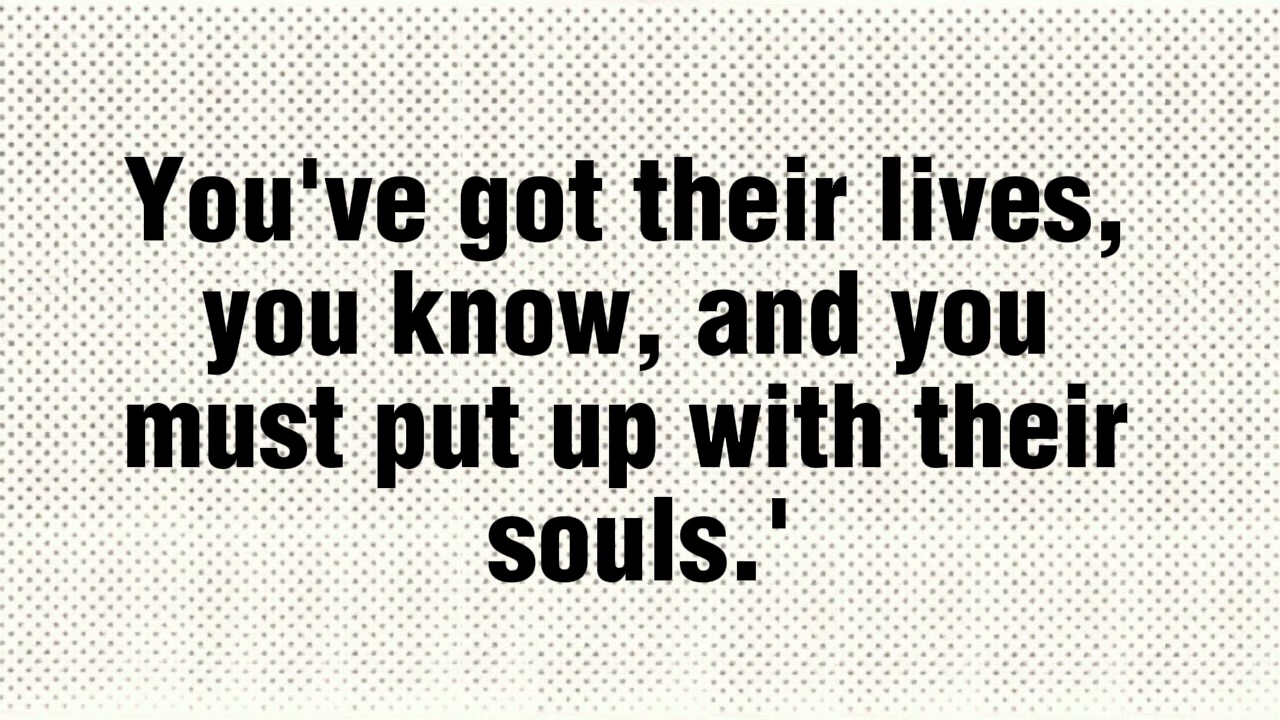 You've got their lives,
you know, and you
must put up with their
souls.'